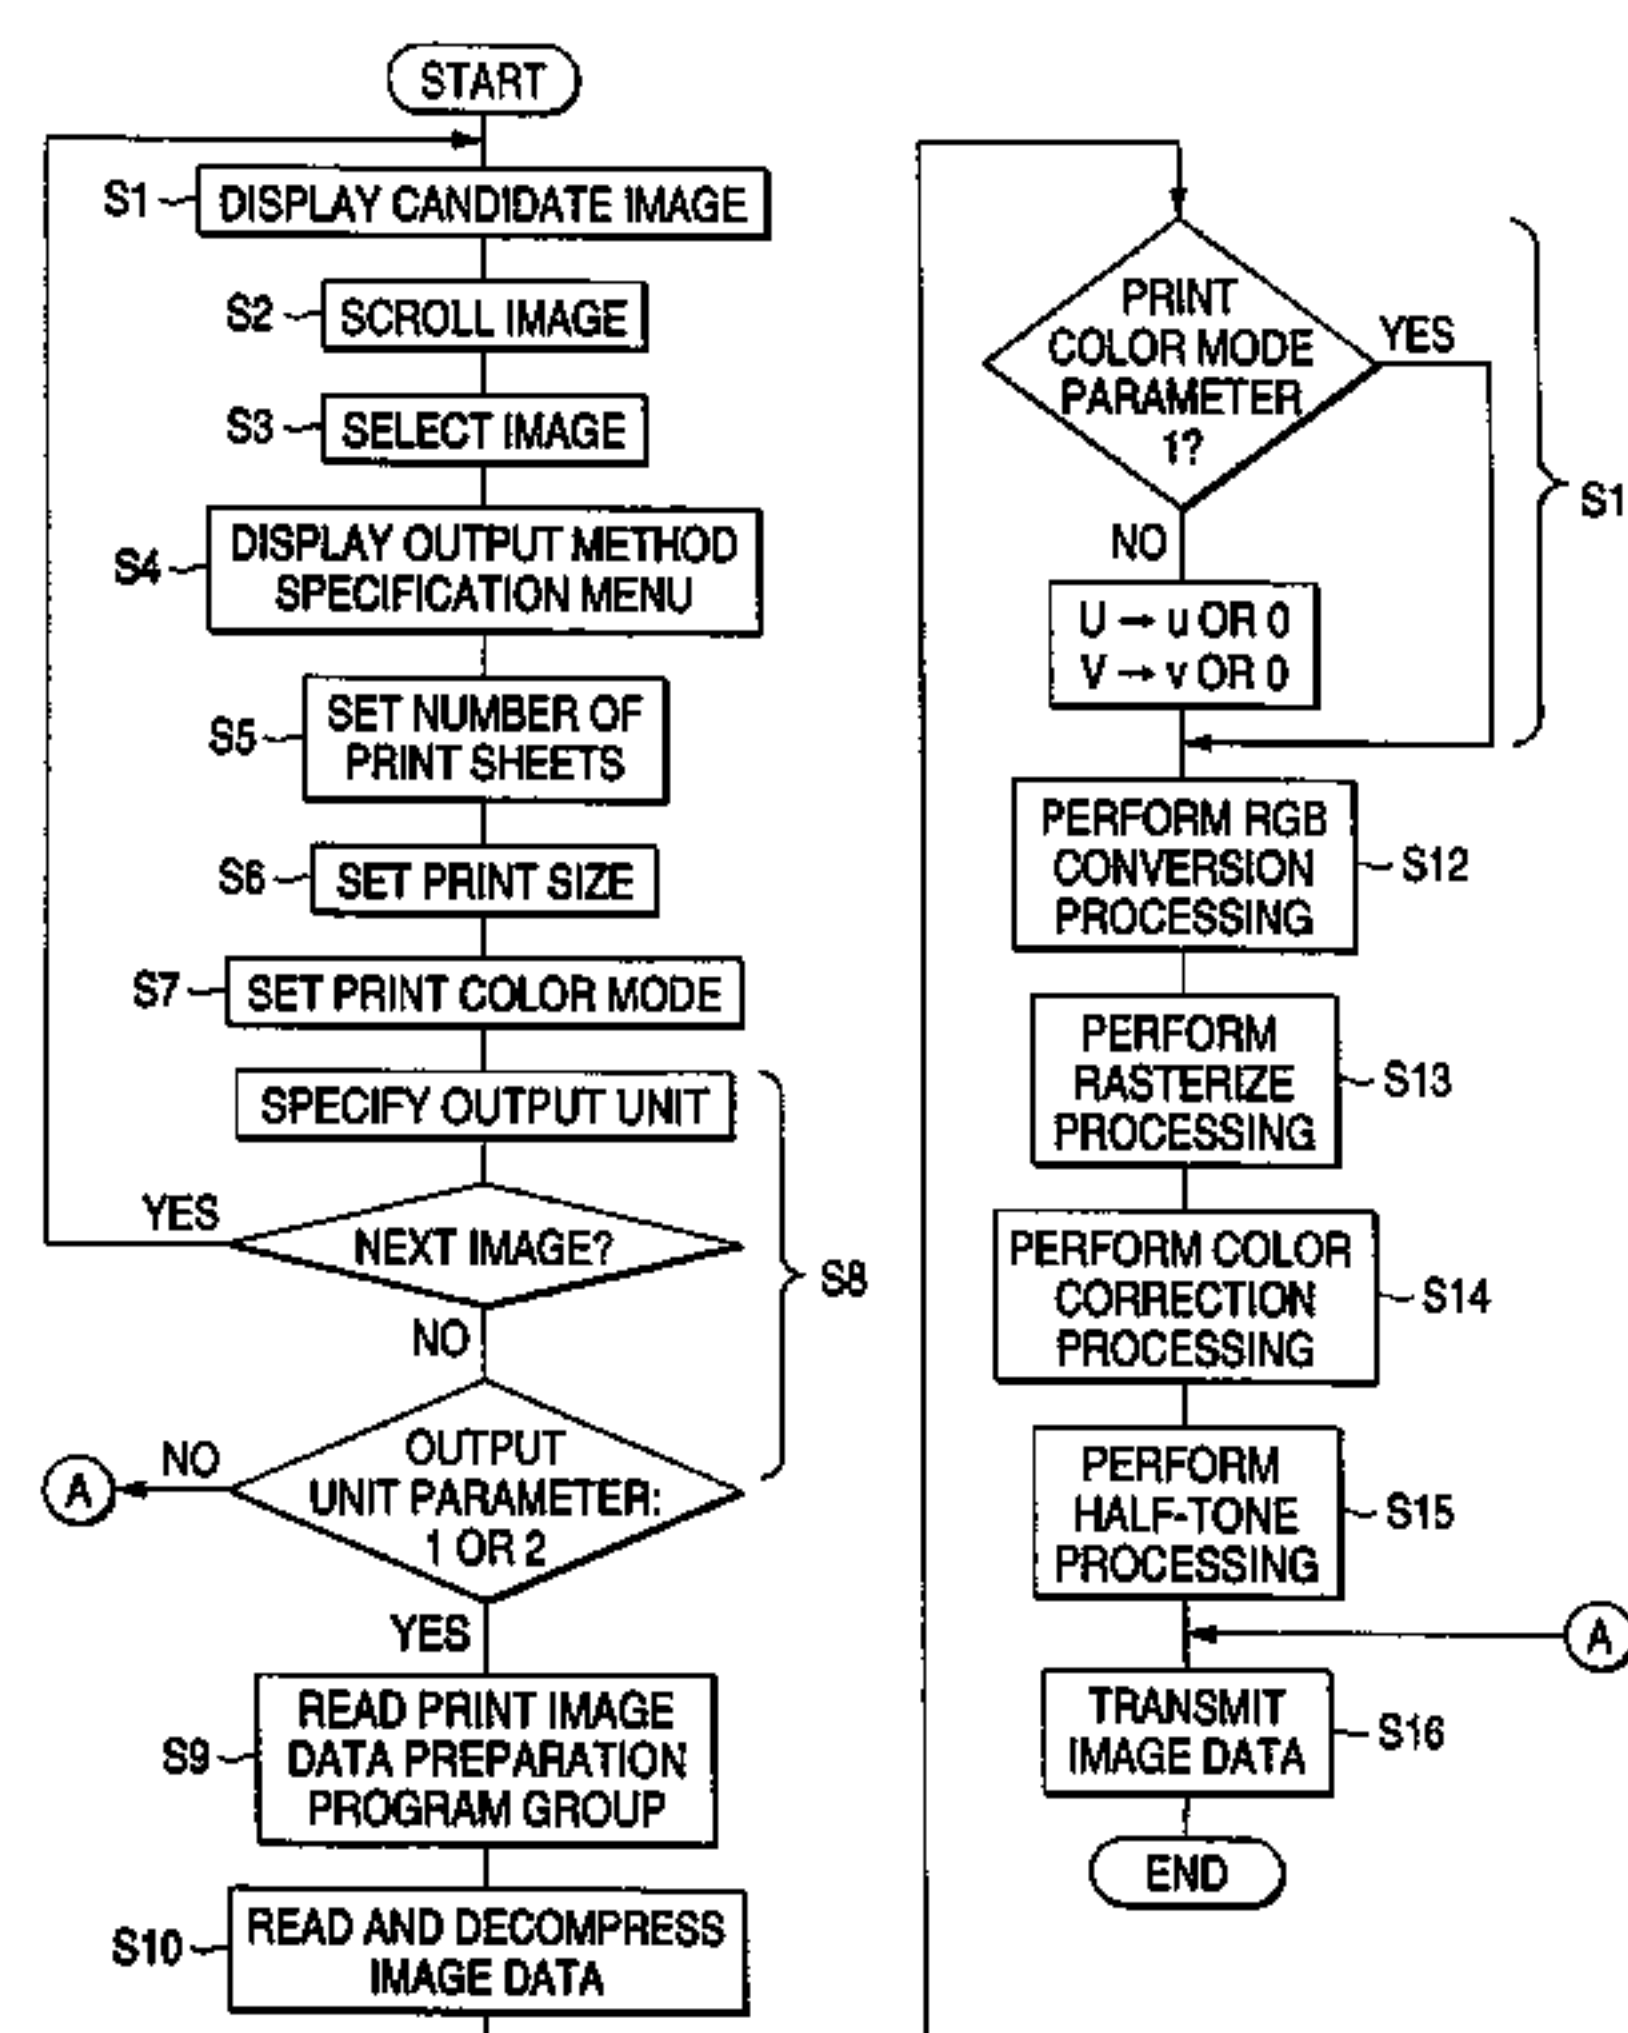 START
S1
DISPLAY CANDIDATE IMAGE
S2
SCROLL IMAGE
S3
SELECT IMAGE
S4
DISPLAY OUTPUT METHOD
SPECIFICATION MENU
S5
SET NUMBER OF
PRINT SHEETS
S6
SET PRINT SIZE
S7
SET PRINT COLOR MODE
SPECIFY OUTPUT UNIT
YES
NEXT IMAGE?
S8
NO
A
NO
OUTPUT
UNIT PARAMETER:
1 OR 2
YES
S9
READ PRINT IMAGE
DATA PREPARATION
PROGRAM GROUP
S10
READ AND DECOMPRESS
IMAGE DATA
PRINT
COLOR MODE
PARAMETER
1?
YES
S1
NO
U → u OR 0
V → v OR 0
PERFORM RGB
CONVERSION
PROCESSING
S12
PERFORM
RASTERIZE
PROCESSING
S13
PERFORM COLOR
CORRECTION
PROCESSING
S14
PERFORM
HALF-TONE
PROCESSING
S15
A
TRANSMIT
IMAGE DATA
S16
END